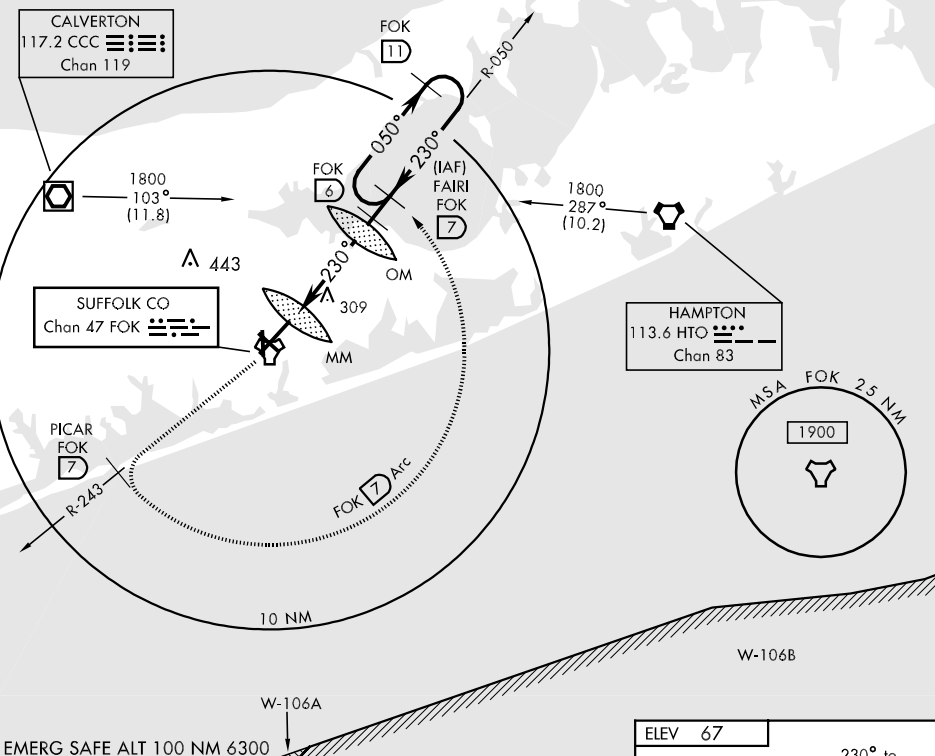 CALVERTON
117.2 CCC
Chan 119
FOK
11
R-050
050°
230°
(IAF)
FAIRI
FOK
7
FOK
6
1800
103°
(11.8)
1800
287°
(10.2)
OM
230°
443
309
SUFFOLK CO
Chan 47 FOK
MM
HAMPTON
113.6 HTO
Chan 83
MSA FOK 25 NM
1900
PICAR
FOK
7
R-243
FOK 7 Arc
10 NM
W-106B
W-106A
EMERG SAFE ALT 100 NM 6300
ELEV 67
230° to